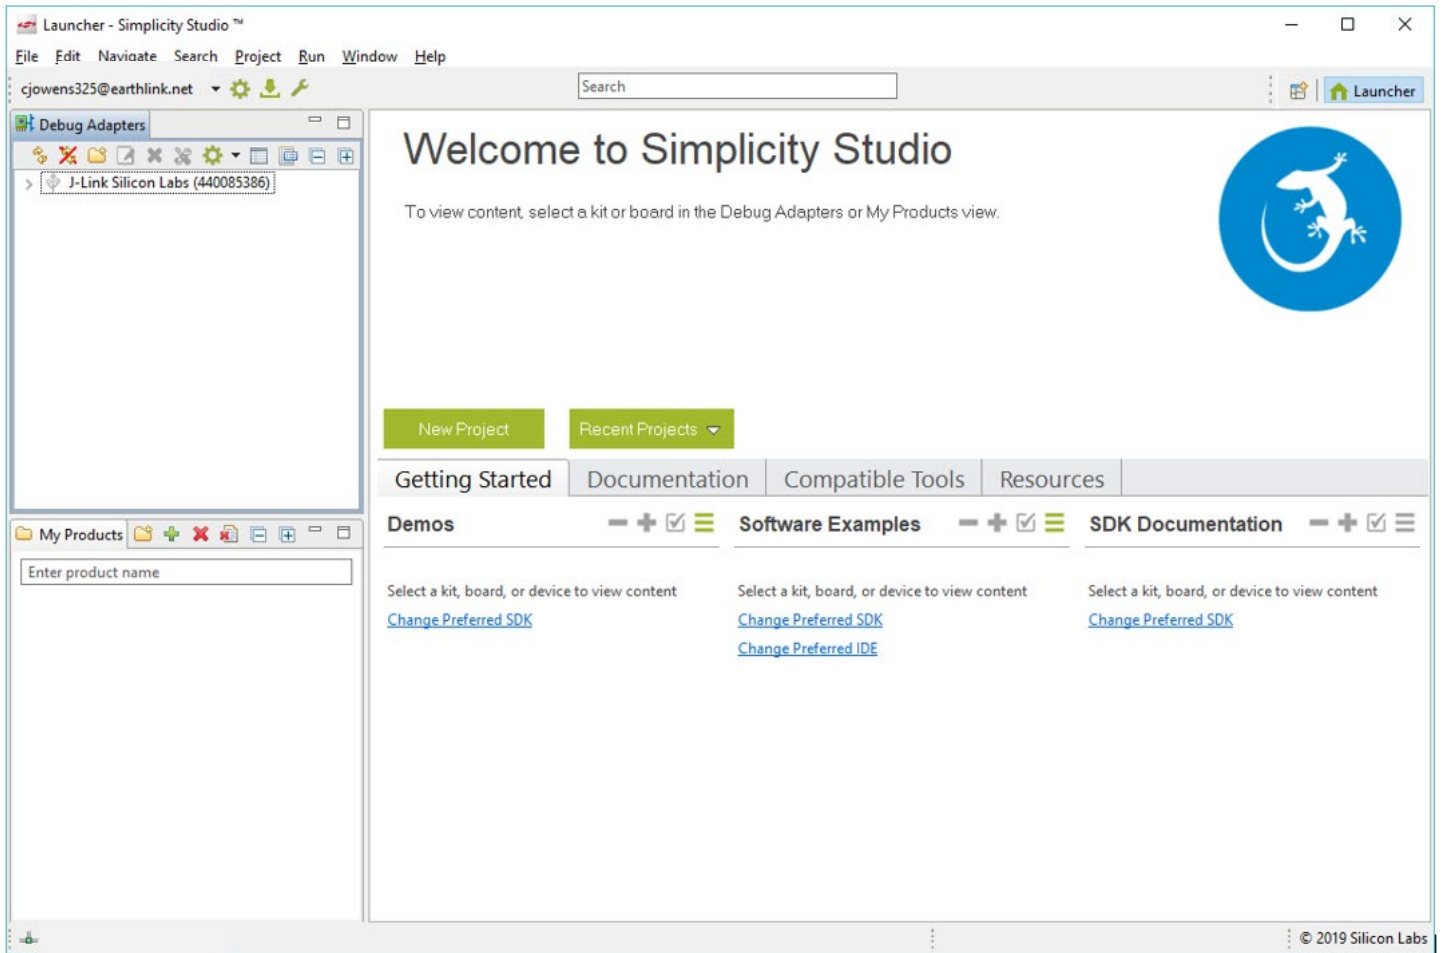 Launcher - Simplicity Studio ™
File Edit Navigate Search Project Run Window Help
cjowens325@earthlink.net
Search
Launcher
Debug Adapters
J-Link Silicon Labs (440085386)
Welcome to Simplicity Studio
To view content, select a kit or board in the Debug Adapters or My Products view.
New Project
Recent Projects
Getting Started
Documentation
Compatible Tools
Resources
My Products
Enter product name
Demos
Select a kit, board, or device to view content
Change Preferred SDK
Software Examples
Select a kit, board, or device to view content
Change Preferred SDK
Change Preferred IDE
SDK Documentation
Select a kit, board, or device to view content
Change Preferred SDK
© 2019 Silicon Labs